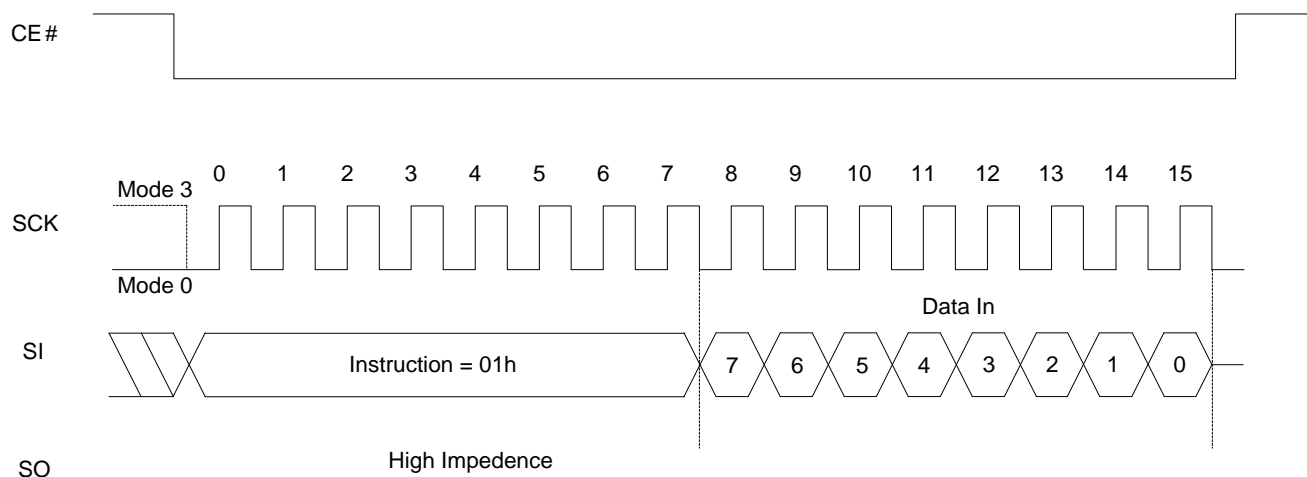 CE#
0 1 2 3 4 5 6 7 8 9 10 11 12 13 14 15
Mode 3
SCK
Mode 0
Data In
SI
Instruction = 01h
7 6 5 4 3 2 1 0
High Impedence
SO